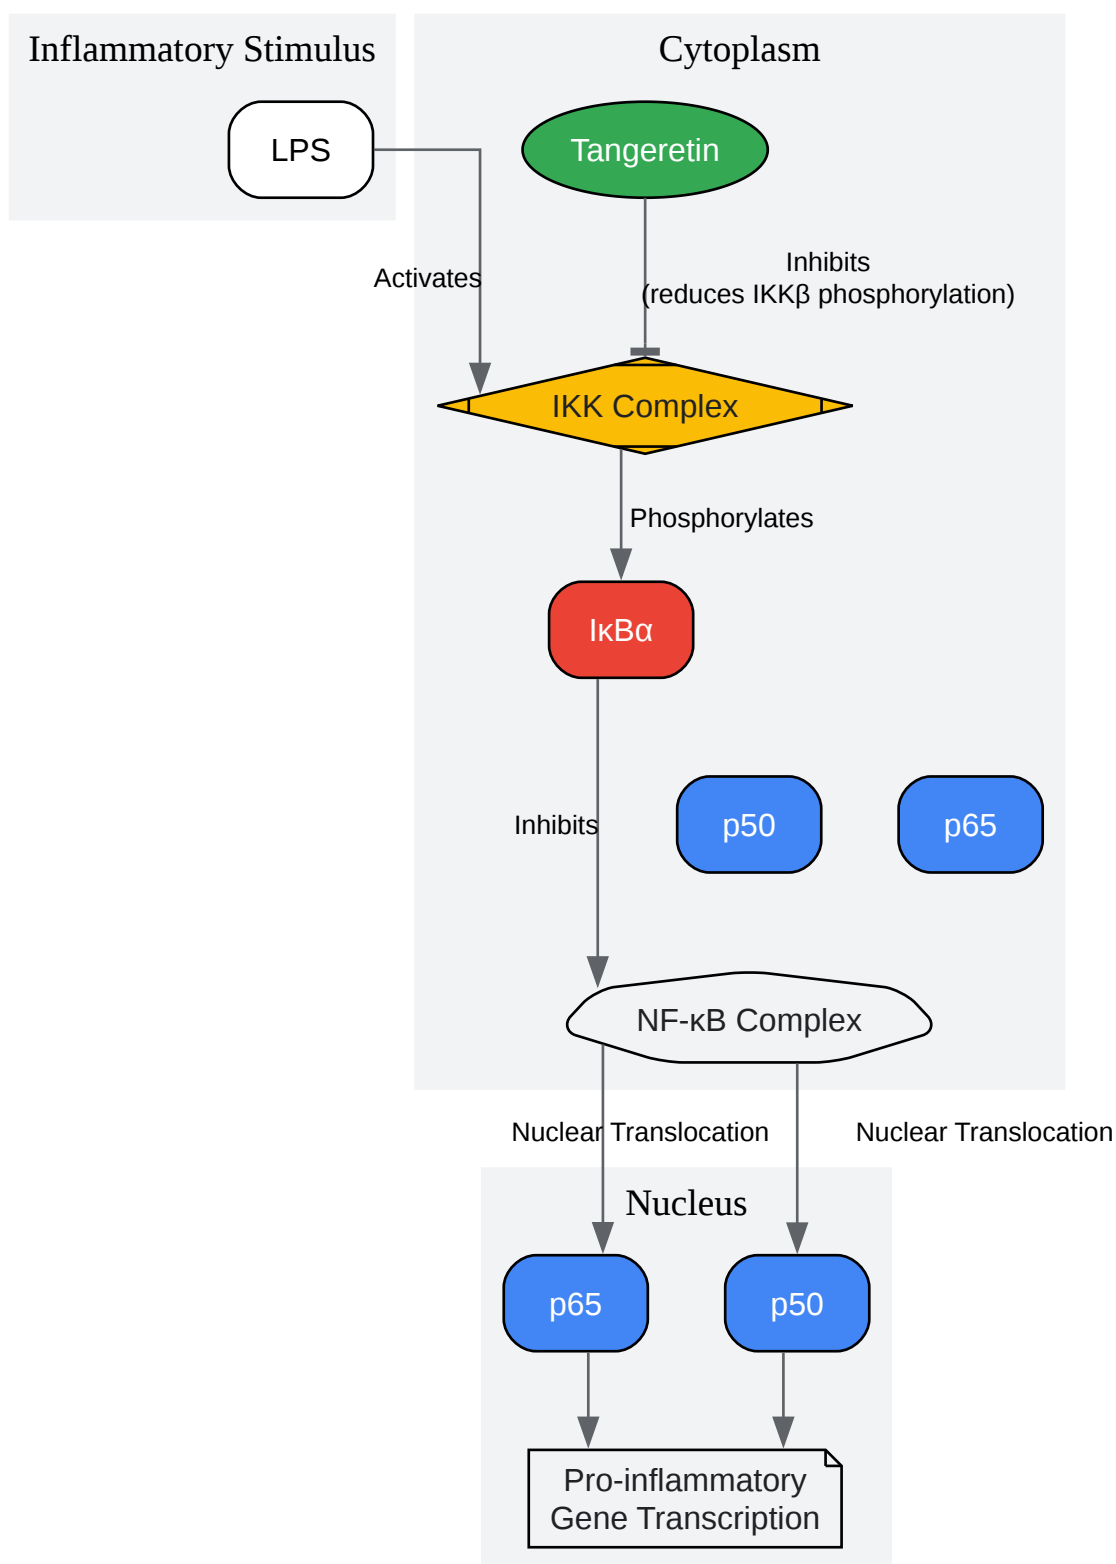 Inflammatory Stimulus
Cytoplasm
LPS
Tangeretin
Activates
Inhibits
(reduces IKKβ phosphorylation)
IKK Complex
Phosphorylates
IκBα
Inhibits
p50
p65
NF-κB Complex
Nuclear Translocation
Nuclear Translocation
Nucleus
p65
p50
Pro-inflammatory
Gene Transcription